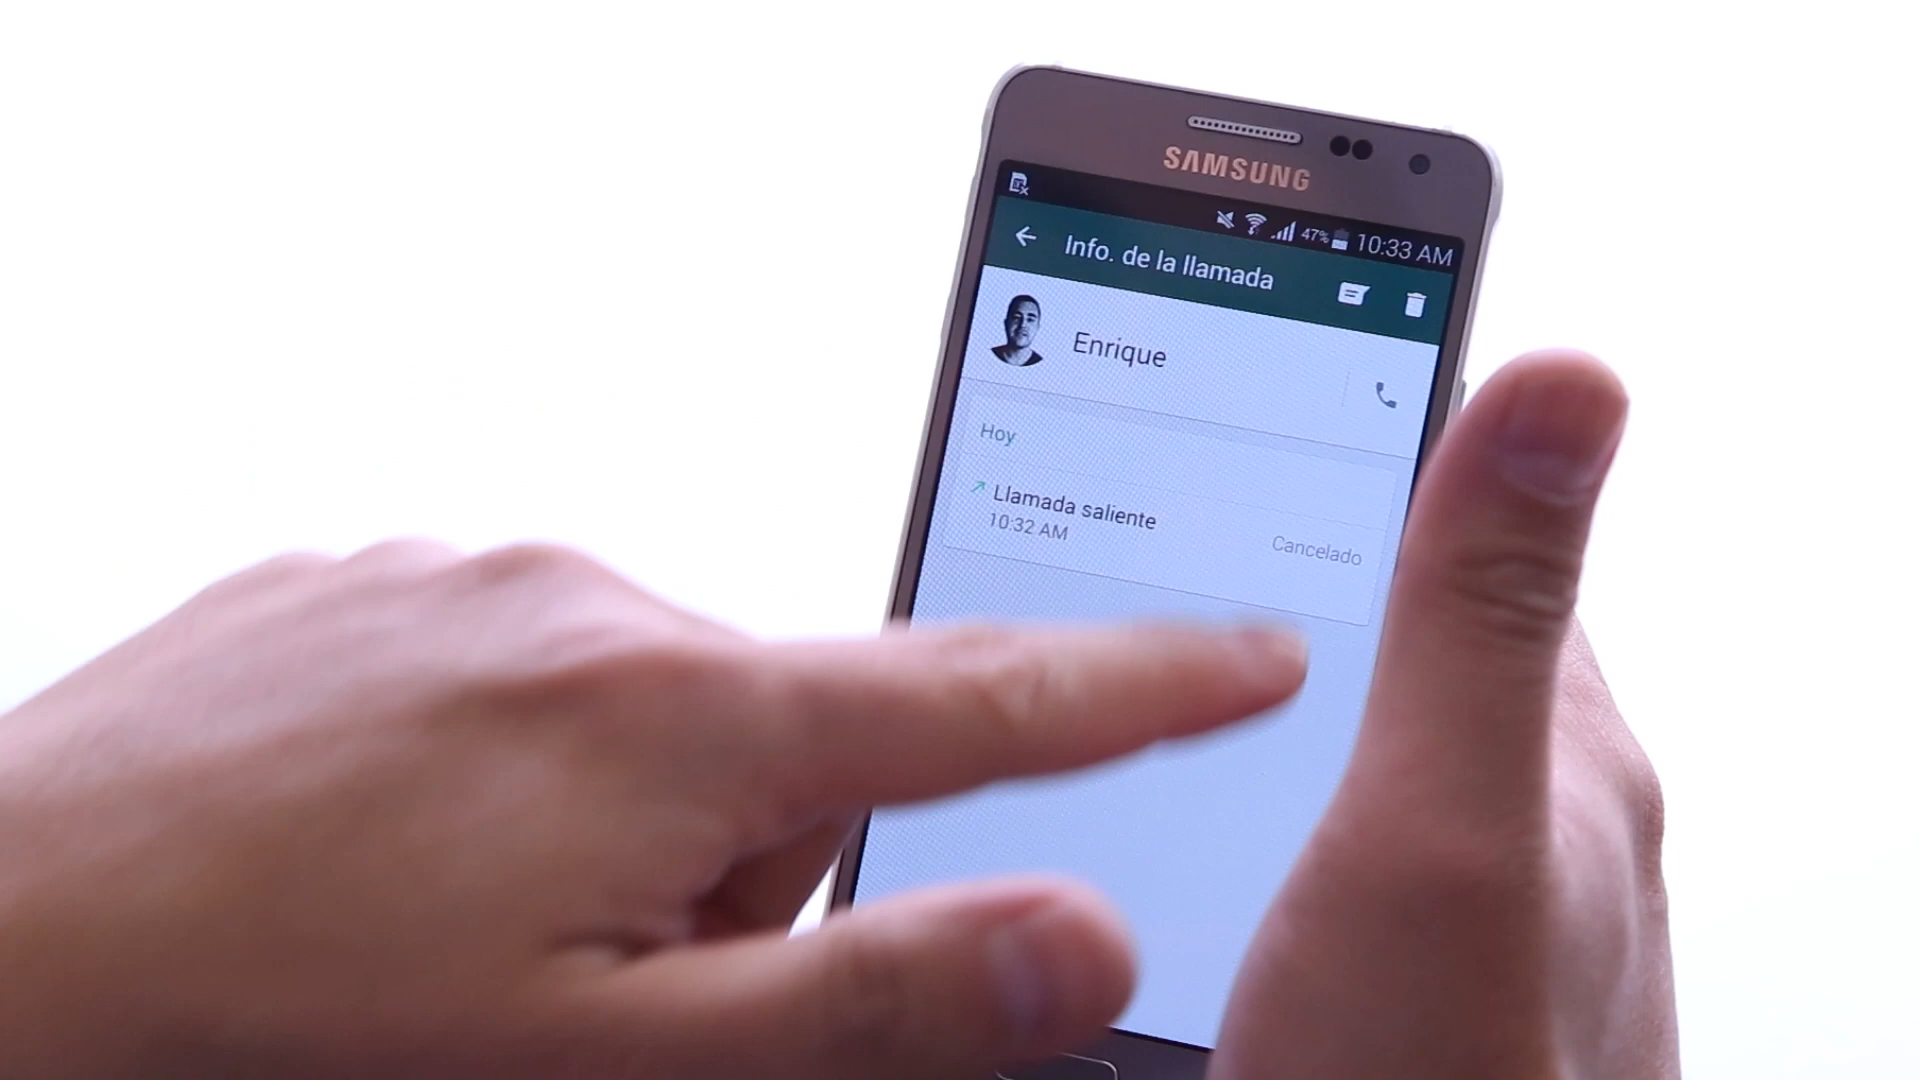 SAMSUNG
47% 10:33 AM
Info. de la llamada
Enrique
Hoy
Llamada saliente
10:32 AM
Cancelado